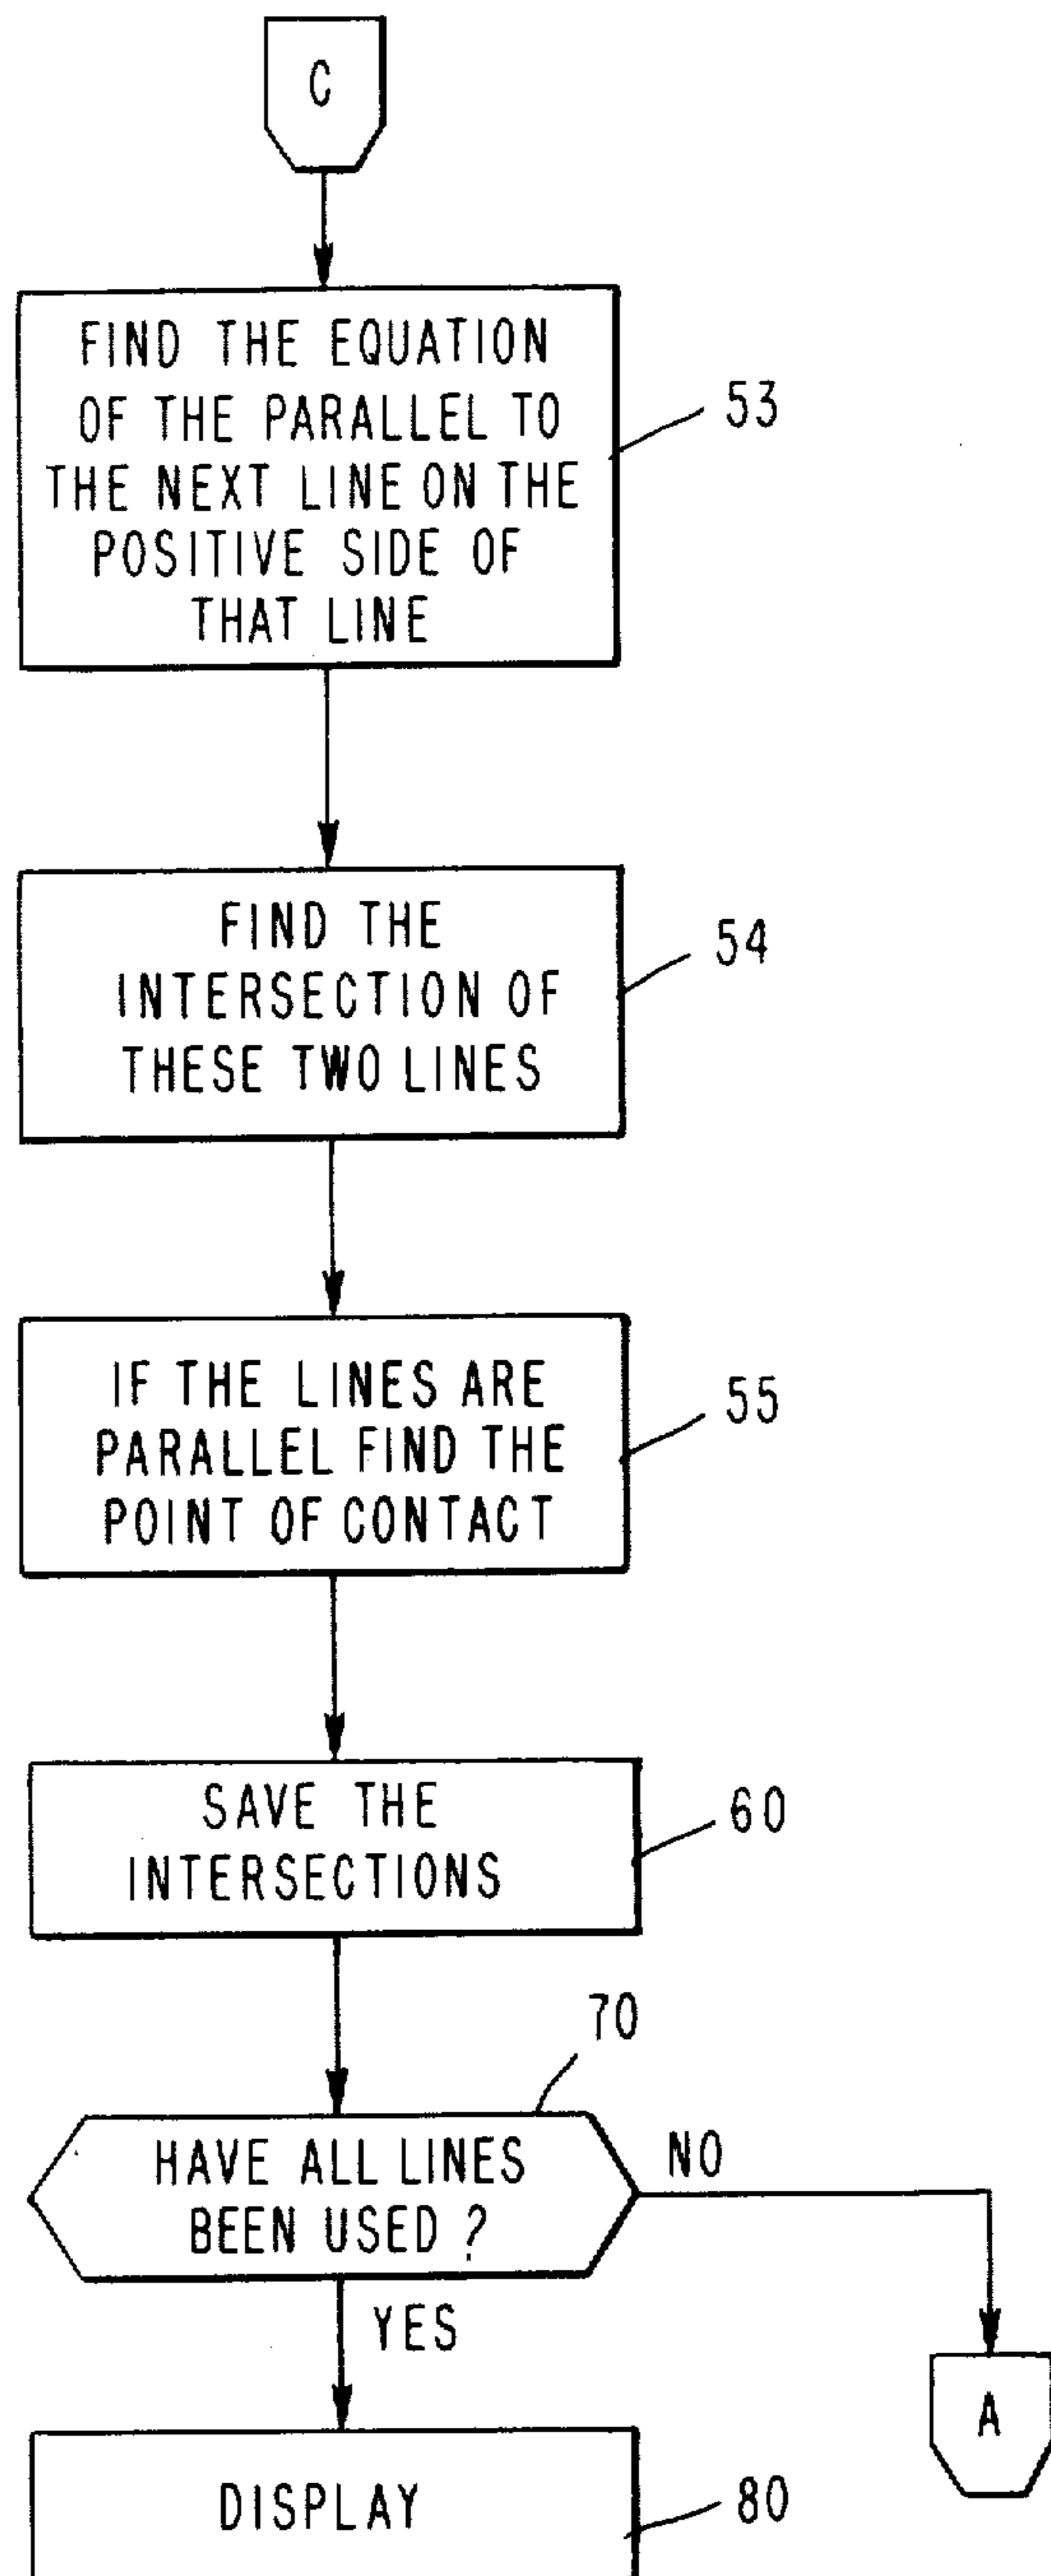 C
FIND THE EQUATION
OF THE PARALLEL TO
THE NEXT LINE ON THE
POSITIVE SIDE OF
THAT LINE
53
FIND THE
INTERSECTION OF
THESE TWO LINES
54
IF THE LINES ARE
PARALLEL FIND THE
POINT OF CONTACT
55
SAVE THE
INTERSECTIONS
60
70
HAVE ALL LINES
BEEN USED ?
NO
YES
A
DISPLAY
80